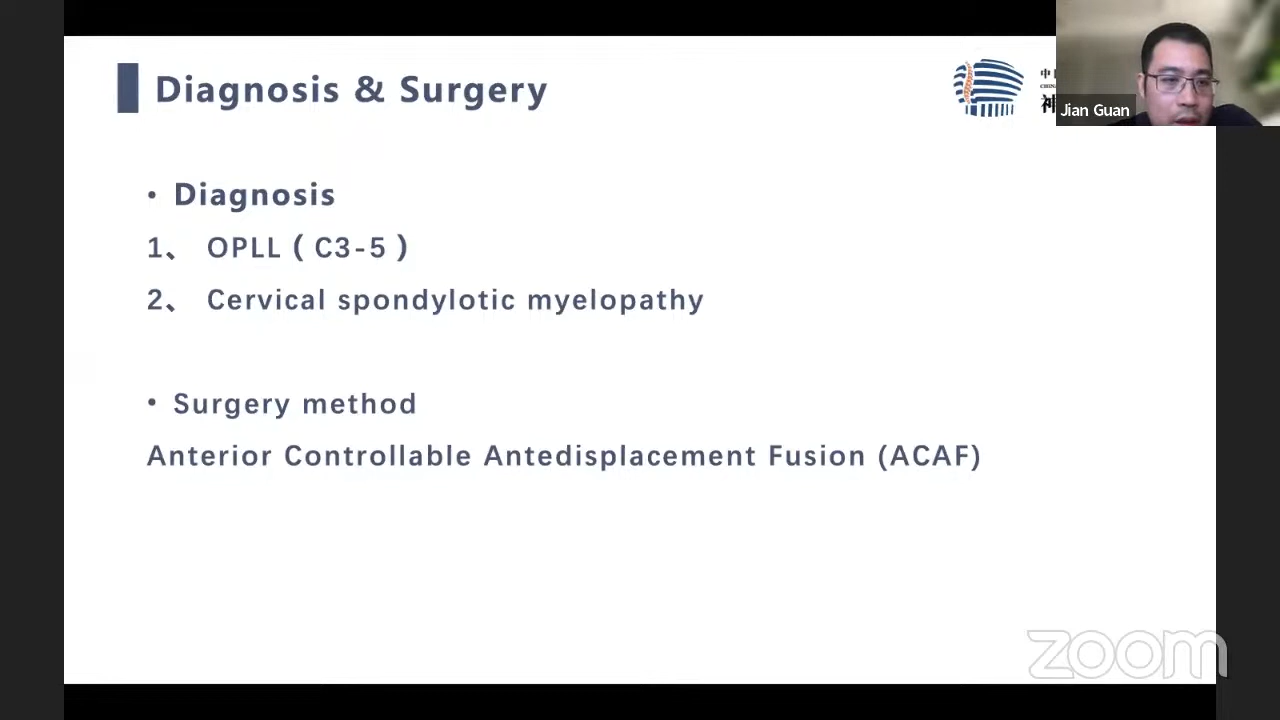 Diagnosis & Surgery
中
Jian Guan
• Diagnosis
1、 OPLL（C3-5）
2、 Cervical spondylotic myelopathy
• Surgery method
Anterior Controllable Antedisplacement Fusion (ACAF)
zoom